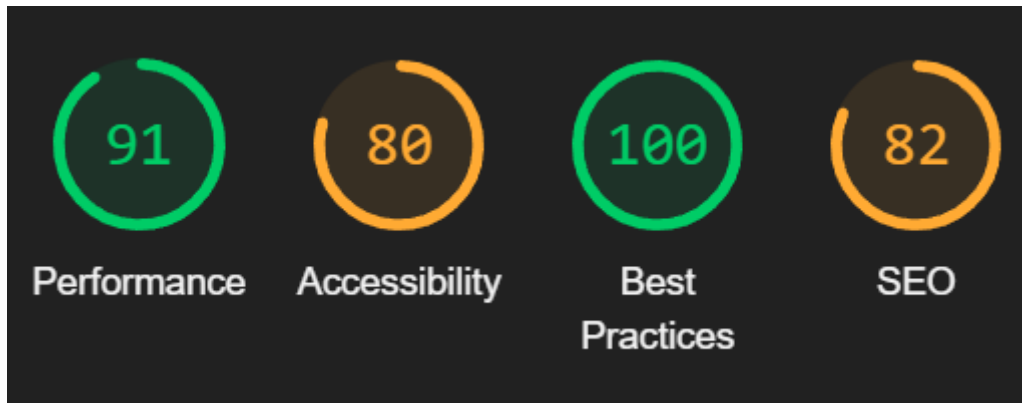 91
Performance
80
Accessibility
100
Best
Practices
82
SEO